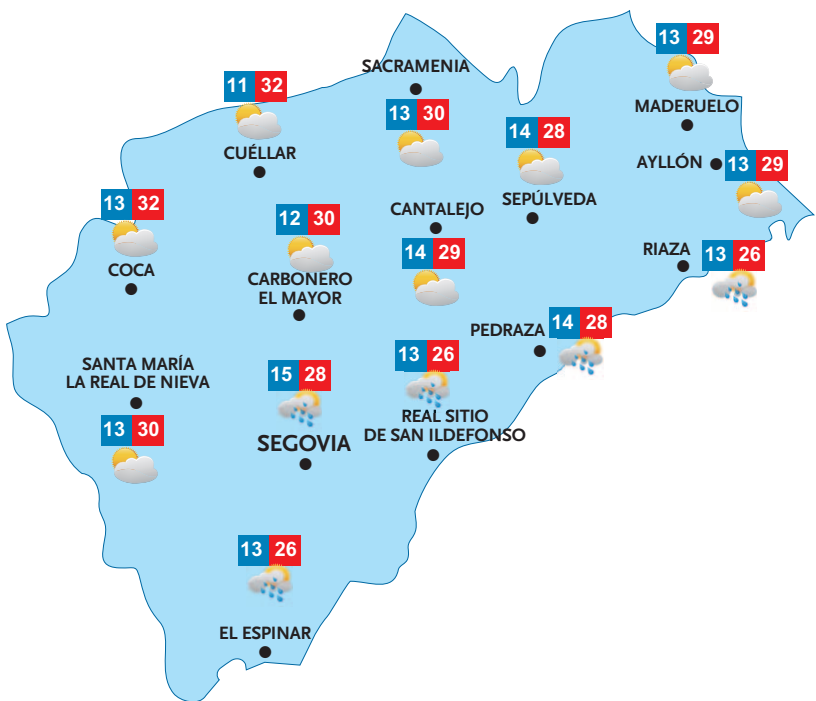 13 29
MADERUELO
SACRAMENIA
13 30
11 32
CUÉLLAR
14 28
SEPÚLVEDA
AYLLÓN
13 29
13 32
COCA
12 30
CARBONERO
EL MAYOR
CANTALEJO
14 29
RIAZA
13 26
PEDRAZA
14 28
SANTA MARÍA
LA REAL DE NIEVA
13 30
15 28
SEGOVIA
13 26
REAL SITIO
DE SAN ILDEFONSO
13 26
EL ESPINAR